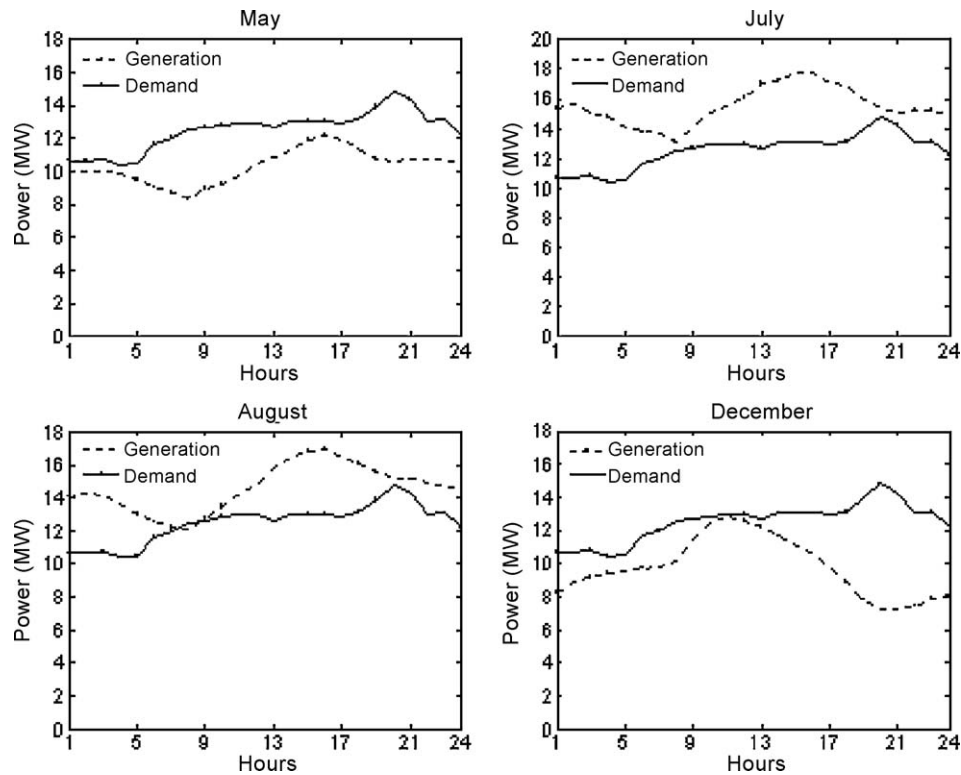 May
18
16
14
12
10
8
6
4
2
0
Power (MW)
Generation
Demand
1 5 9 13 17 21 24
Hours
July
20
18
16
14
12
10
8
6
4
2
0
Power (MW)
Generation
Demand
1 5 9 13 17 21 24
Hours
August
18
16
14
12
10
8
6
4
2
0
Power (MW)
Generation
Demand
1 5 9 13 17 21 24
Hours
December
18
16
14
12
10
8
6
4
2
0
Power (MW)
Generation
Demand
1 5 9 13 17 21 24
Hours